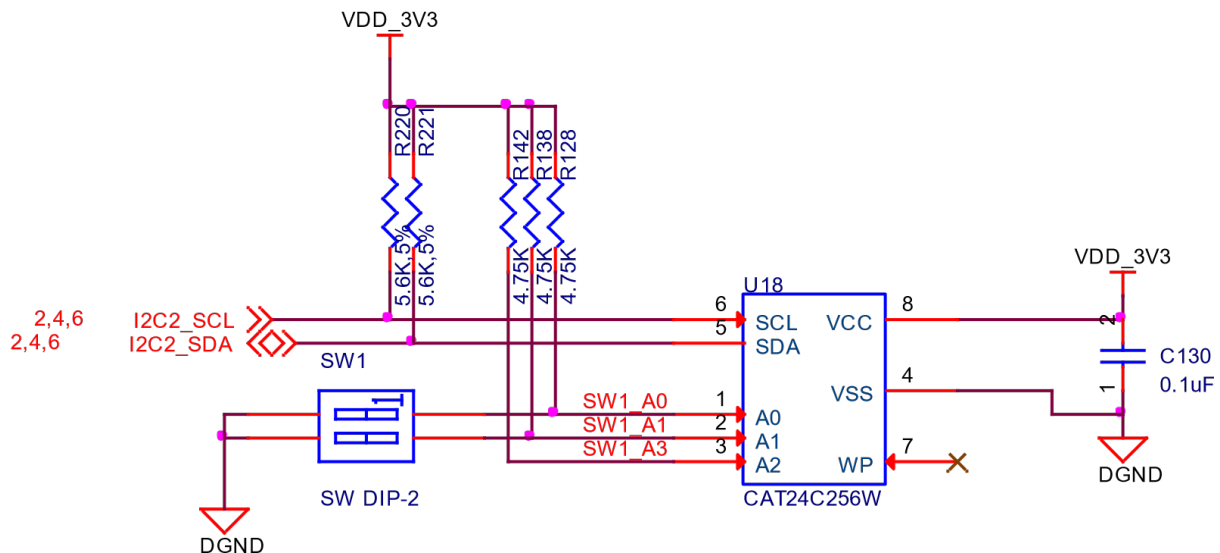 VDD_3V3
R220
R221
R142
R138
R128
5.6K,5%
5.6K,5%
4.75K
4.75K
4.75K
VDD_3V3
U18
2,4,6 I2C2_SCL 6 SCL VCC 8 2
2,4,6 I2C2_SDA 5 SDA
C130
0.1uF
SW1
VSS 4 1
1 SW1_A0 1 A0
SW1_A1 2 A1
SW1_A3 3 A2 WP 7
DGND
SW DIP-2
CAT24C256W
DGND